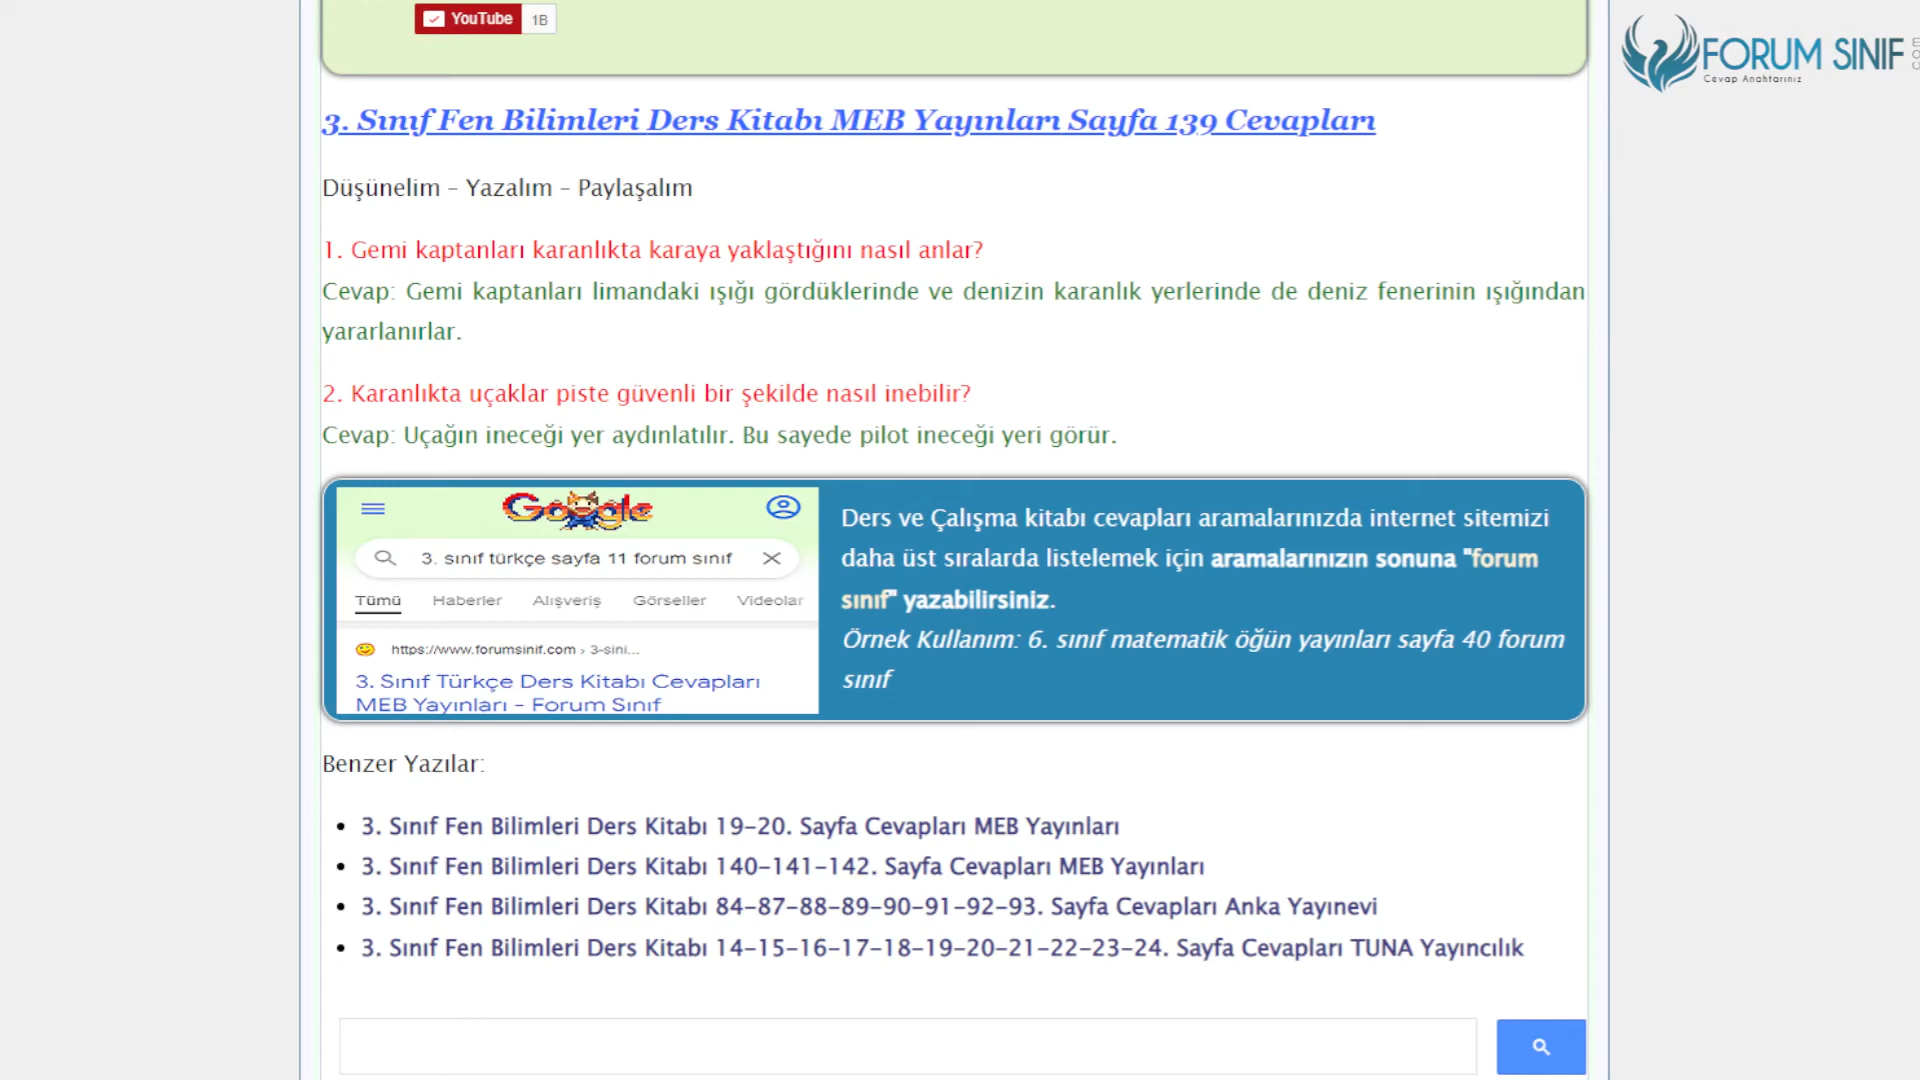 YouTube 1B
FORUM SINIF
Cevap Anahtarınız
3. Sınıf Fen Bilimleri Ders Kitabı MEB Yayınları Sayfa 139 Cevapları
Düşünelim – Yazalım – Paylaşalım
1. Gemi kaptanları karanlıkta karaya yaklaştığını nasıl anlar?
Cevap: Gemi kaptanları limandaki ışığı gördüklerinde ve denizin karanlık yerlerinde de deniz fenerinin ışığından
yararlanırlar.
2. Karanlıkta uçaklar piste güvenli bir şekilde nasıl inebilir?
Cevap: Uçağın ineceği yer aydınlatılır. Bu sayede pilot ineceği yeri görür.
Google
3. sınıf türkçe sayfa 11 forum sınıf
Tümü Haberler Alışveriş Görseller Videolar
https://www.forumsinif.com › 3-sini...
3. Sınıf Türkçe Ders Kitabı Cevapları
MEB Yayınları - Forum Sınıf
Ders ve Çalışma kitabı cevapları aramalarınızda internet sitemizi
daha üst sıralarda listelemek için aramalarınızın sonuna "forum
sınıf" yazabilirsiniz.
Örnek Kullanım: 6. sınıf matematik öğün yayınları sayfa 40 forum
sınıf
Benzer Yazılar:
3. Sınıf Fen Bilimleri Ders Kitabı 19-20. Sayfa Cevapları MEB Yayınları
3. Sınıf Fen Bilimleri Ders Kitabı 140-141-142. Sayfa Cevapları MEB Yayınları
3. Sınıf Fen Bilimleri Ders Kitabı 84-87-88-89-90-91-92-93. Sayfa Cevapları Anka Yayınevi
3. Sınıf Fen Bilimleri Ders Kitabı 14-15-16-17-18-19-20-21-22-23-24. Sayfa Cevapları TUNA Yayıncılık